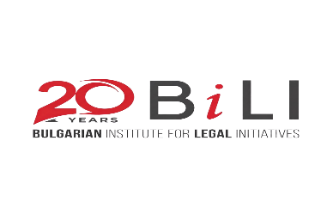 20 BiLI
YEARS
BULGARIAN INSTITUTE FOR LEGAL INITIATIVES